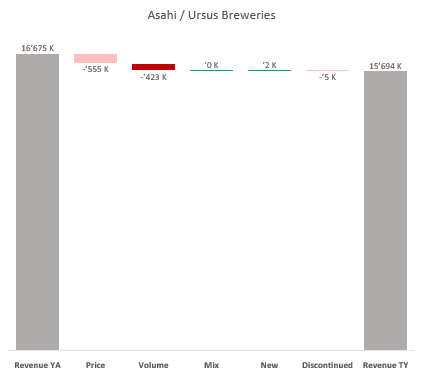 Asahi / Ursus Breweries
16’675 K
-’555 K
-’423 K
’0 K
’2 K
-’5 K
15’694 K
Revenue YA
Price
Volume
Mix
New
Discontinued
Revenue TY